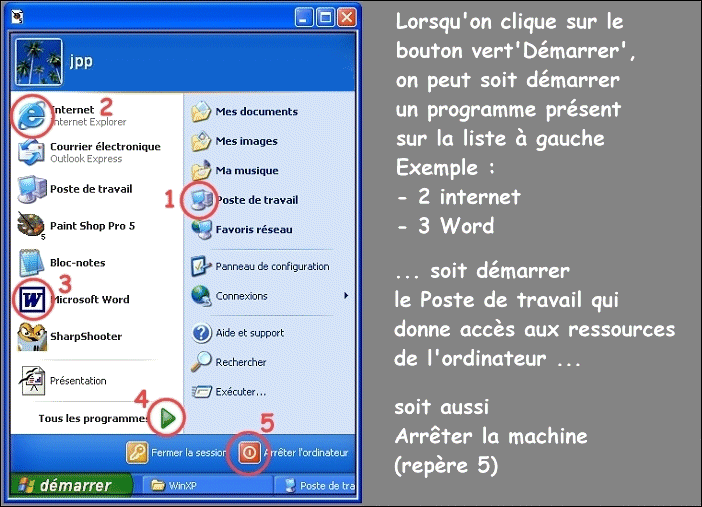 jpp
Internet
Internet Explorer
2
Courrier électronique
Outlook Express
Poste de travail
Paint Shop Pro 5
5
Bloc-notes
3
Microsoft Word
SharpShooter
Présentation
4
Tous les programmes
Mes documents
Mes images
Ma musique
1
Poste de travail
Favoris réseau
Panneau de configuration
Connexions
Aide et support
Rechercher
Exécuter...
5
Fermer la session
Arrêter l'ordinateur
démarrer
WinXP
Poste de tra
Lorsqu'on clique sur le
bouton vert'Démarrer',
on peut soit démarrer
un programme présent
sur la liste à gauche
Exemple :
- 2 internet
- 3 Word
... soit démarrer
le Poste de travail qui
donne accès aux ressources
de l'ordinateur ...
soit aussi
Arrêter la machine
(repère 5)